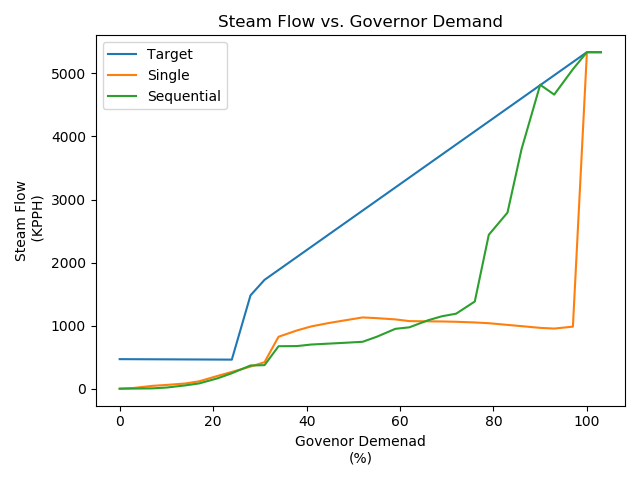 Steam Flow vs. Governor Demand
Target
Single
Sequential
Steam Flow
(KPPH)
5000
4000
3000
2000
1000
0
0
20
40
60
80
100
Govenor Demenad
(%)